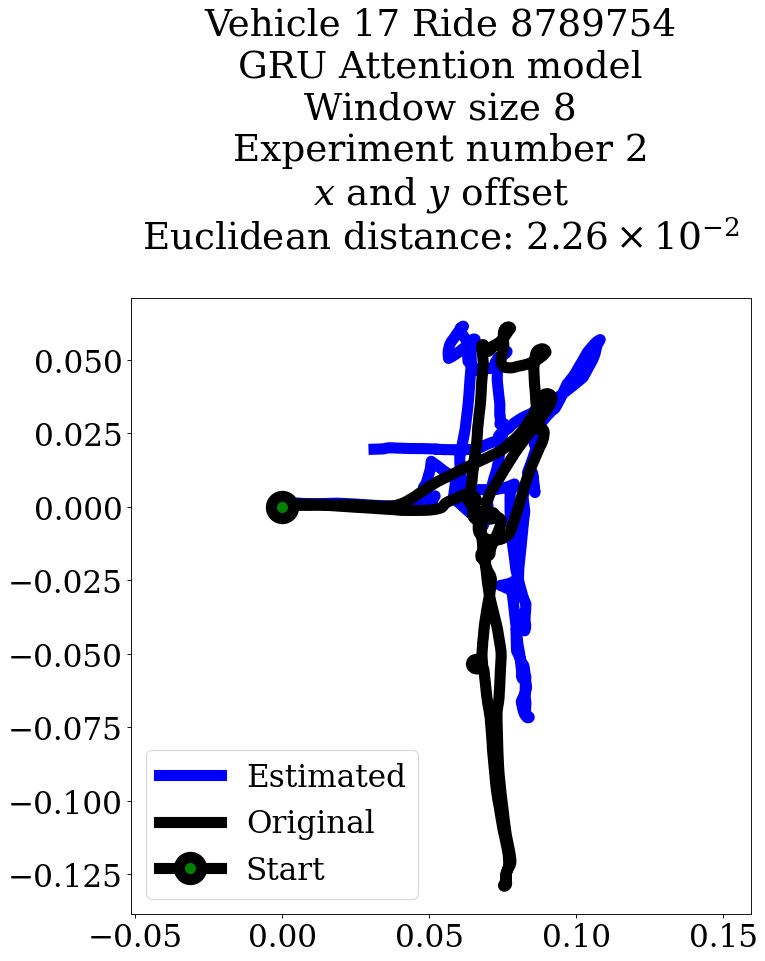 Vehicle 17 Ride 8789754
GRU Attention model
Window size 8
Experiment number 2
x and y offset
Euclidean distance: 2.26 × 10⁻²
0.050
0.025
0.000
−0.025
−0.050
−0.075
−0.100
−0.125
Estimated
Original
Start
−0.05 0.00 0.05 0.10 0.15